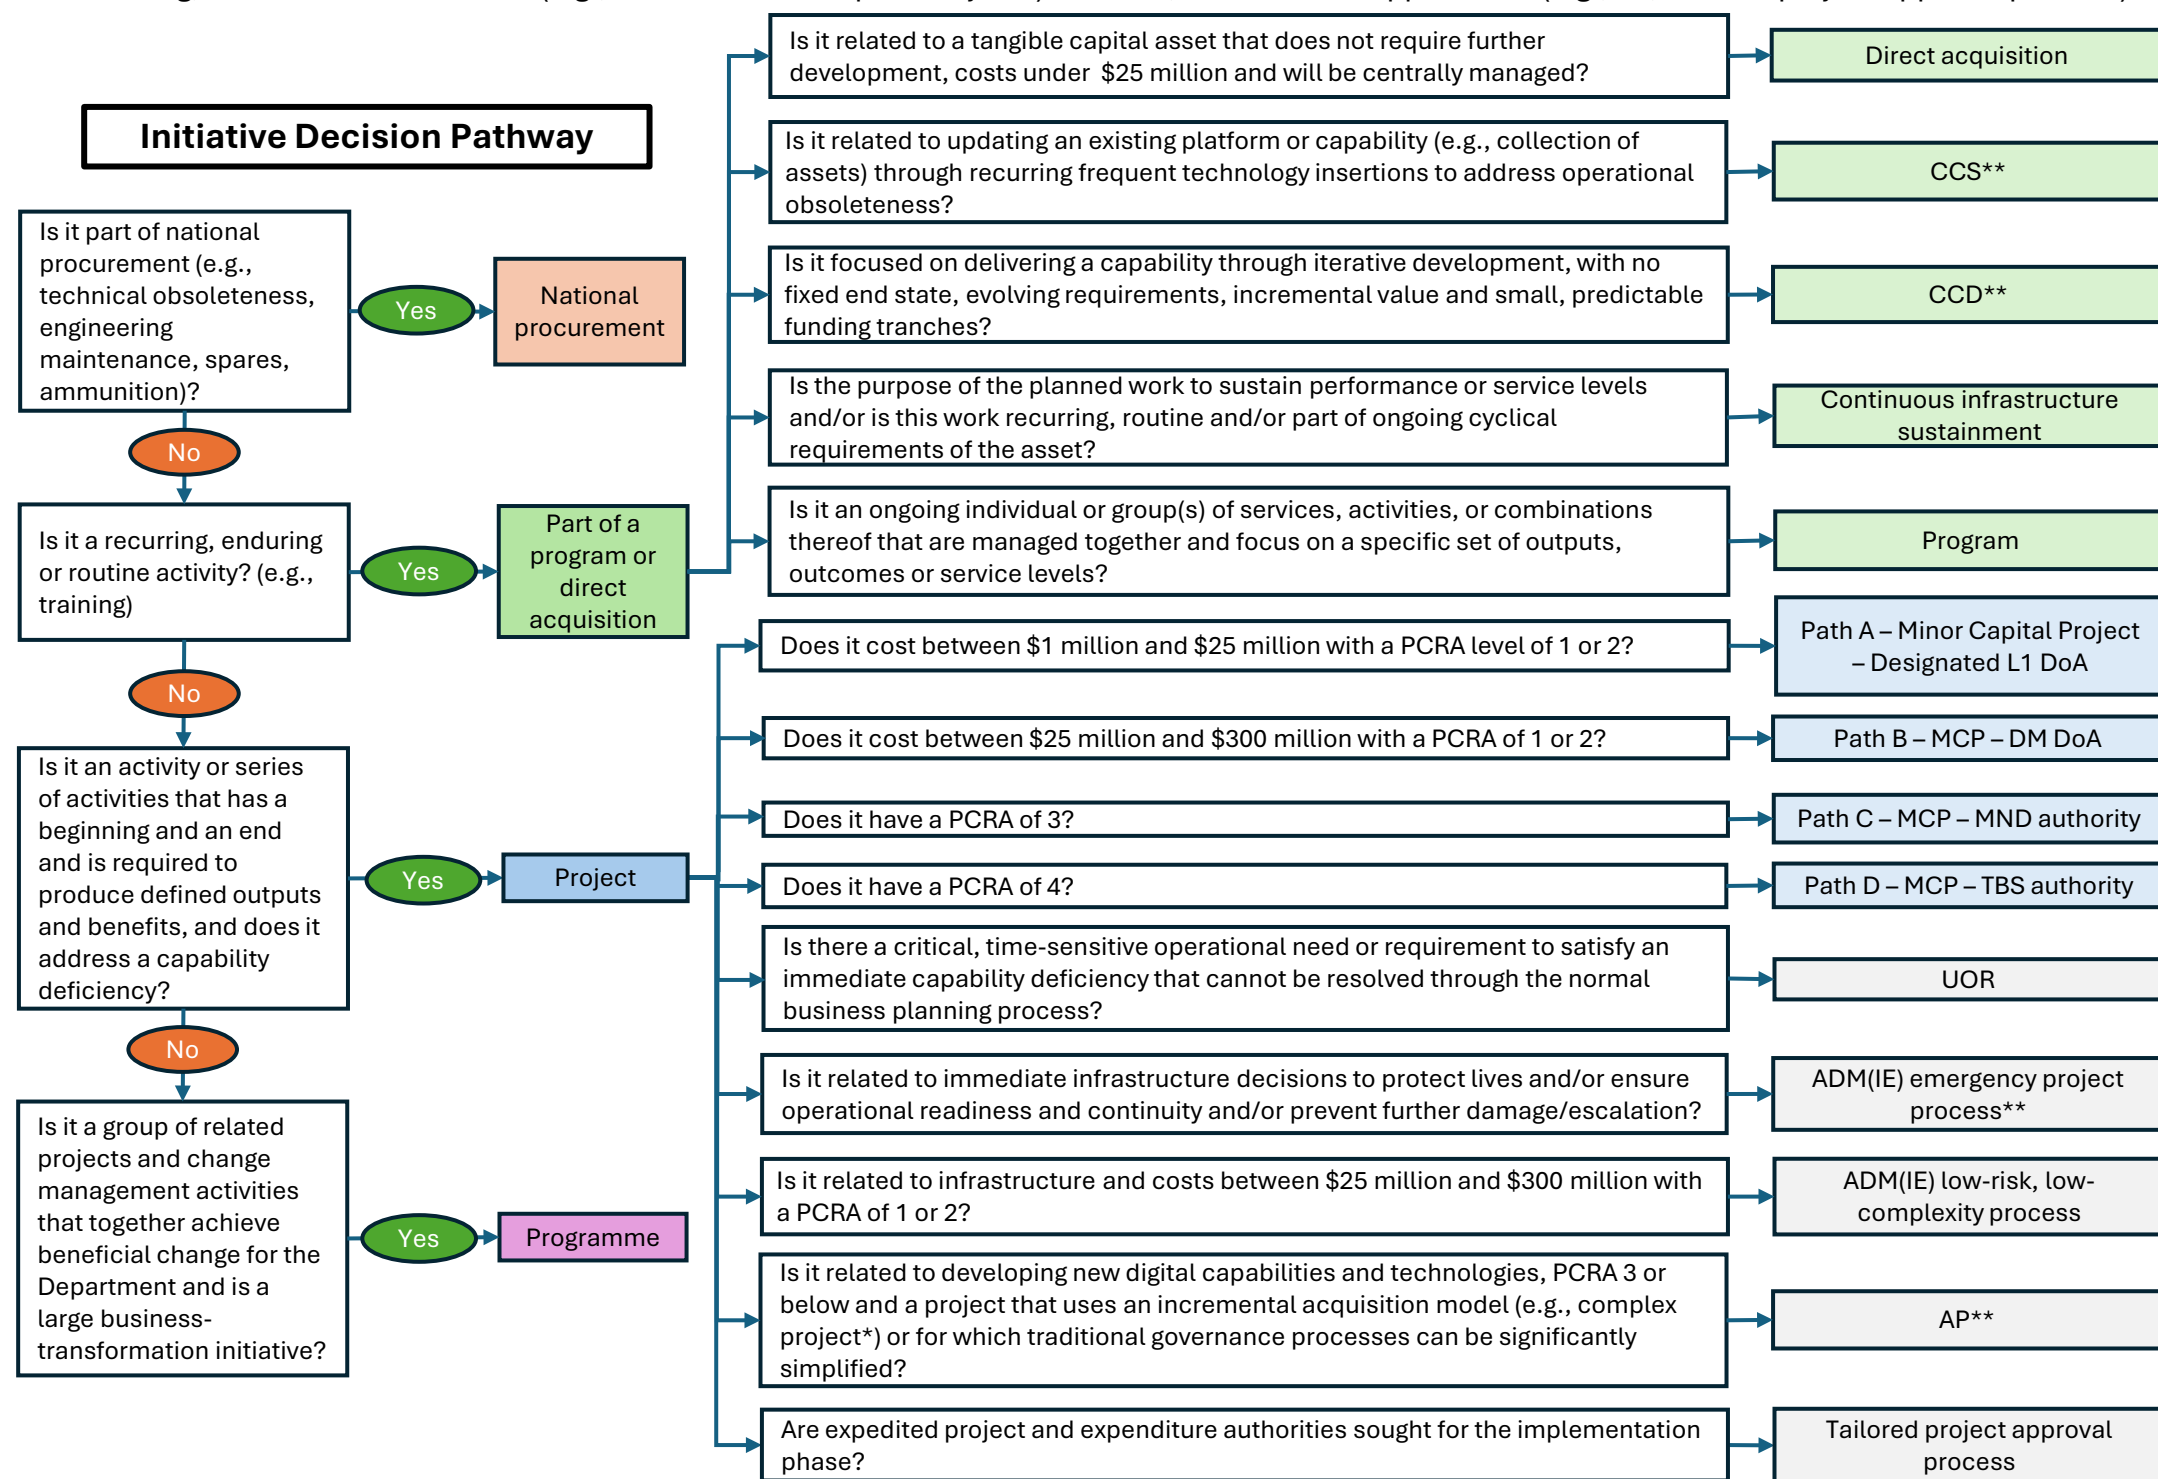 Initiative Decision Pathway
Is it part of national
procurement (e.g.,
technical obsoleteness,
engineering
maintenance, spares,
ammunition)?
Yes
National
procurement
No
Is it a recurring, enduring
or routine activity? (e.g.,
training)
Yes
Part of a
program or
direct
acquisition
No
Is it an activity or series
of activities that has a
beginning and an end
and is required to
produce defined outputs
and benefits, and does it
address a capability
deficiency?
Yes
Project
No
Is it a group of related
projects and change
management activities
that together achieve
beneficial change for the
Department and is a
large business-
transformation initiative?
Yes
Programme
Is it related to a tangible capital asset that does not require further
development, costs under $25 million and will be centrally managed?
Direct acquisition
Is it related to updating an existing platform or capability (e.g., collection of
assets) through recurring frequent technology insertions to address operational
obsoleteness?
CCS**
Is it focused on delivering a capability through iterative development, with no
fixed end state, evolving requirements, incremental value and small, predictable
funding tranches?
CCD**
Is the purpose of the planned work to sustain performance or service levels
and/or is this work recurring, routine and/or part of ongoing cyclical
requirements of the asset?
Continuous infrastructure
sustainment
Is it an ongoing individual or group(s) of services, activities, or combinations
thereof that are managed together and focus on a specific set of outputs,
outcomes or service levels?
Program
Does it cost between $1 million and $25 million with a PCRA level of 1 or 2?
Path A – Minor Capital Project
– Designated L1 DoA
Does it cost between $25 million and $300 million with a PCRA of 1 or 2?
Path B – MCP – DM DoA
Does it have a PCRA of 3?
Path C – MCP – MND authority
Does it have a PCRA of 4?
Path D – MCP – TBS authority
Is there a critical, time-sensitive operational need or requirement to satisfy an
immediate capability deficiency that cannot be resolved through the normal
business planning process?
UOR
Is it related to immediate infrastructure decisions to protect lives and/or ensure
operational readiness and continuity and/or prevent further damage/escalation?
ADM(IE) emergency project
process**
Is it related to infrastructure and costs between $25 million and $300 million with
a PCRA of 1 or 2?
ADM(IE) low-risk, low-
complexity process
Is it related to developing new digital capabilities and technologies, PCRA 3 or
below and a project that uses an incremental acquisition model (e.g., complex
project*) or for which traditional governance processes can be significantly
simplified?
AP**
Are expedited project and expenditure authorities sought for the implementation
phase?
Tailored project approval
process